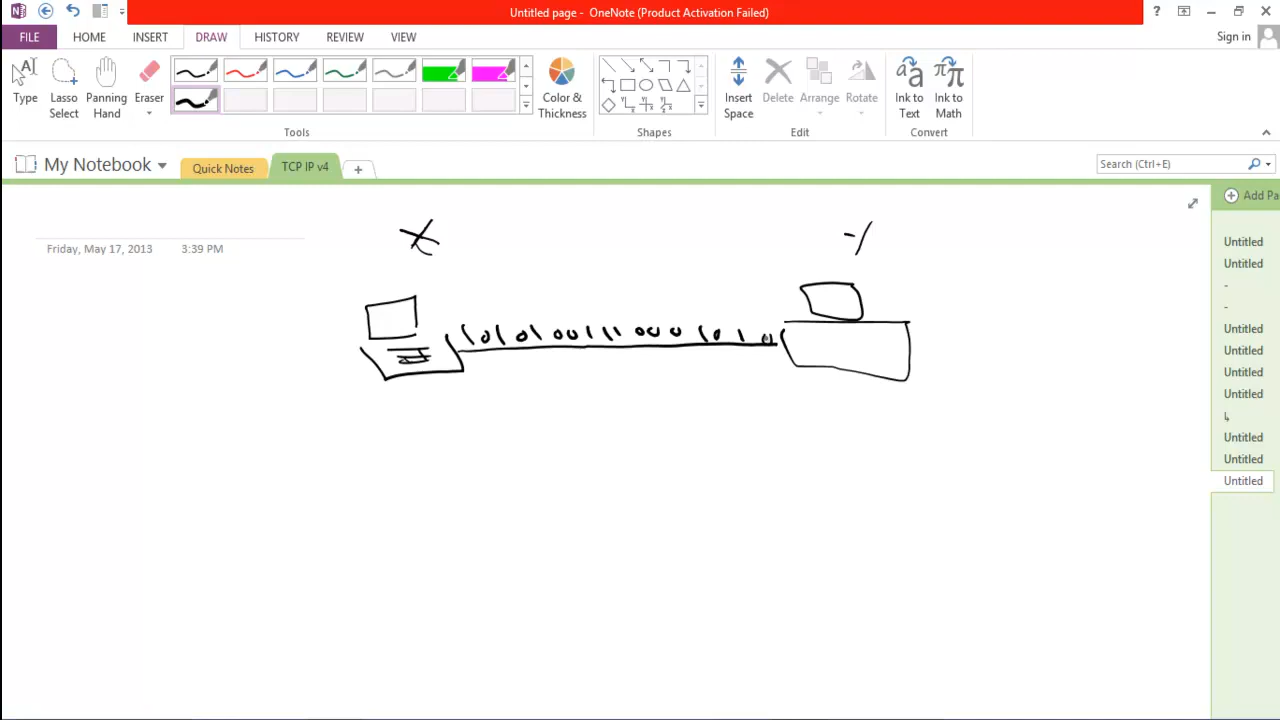 Untitled page - OneNote (Product Activation Failed)
FILE HOME INSERT DRAW HISTORY REVIEW VIEW
Sign in
Type
Lasso Select
Panning Hand
Eraser
Color & Thickness
Insert Space
Delete
Arrange
Rotate
Ink to Text
Ink to Math
Tools
Shapes
Edit
Convert
My Notebook
Quick Notes
TCP IP v4
Search (Ctrl+E)
Add Pa
Friday, May 17, 2013 3:39 PM
X
Untitled
Untitled
-
-
Untitled
Untitled
Untitled
Untitled
Untitled
Untitled
Untitled